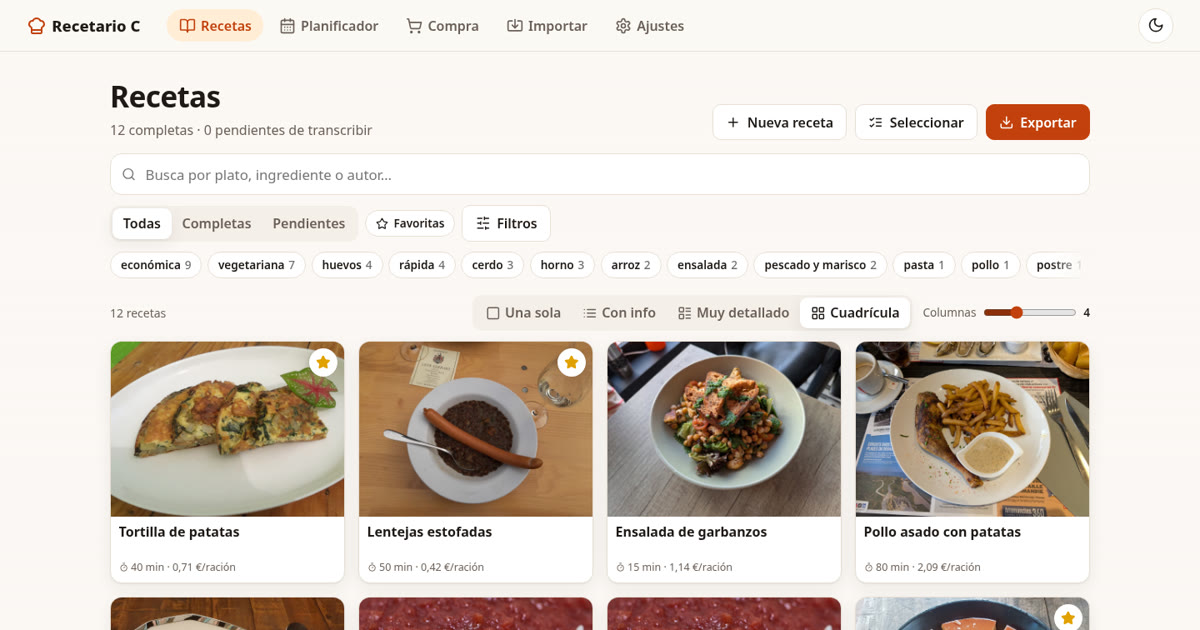 Recetario C
Recetas
Planificador
Compra
Importar
Ajustes
Recetas
12 completas · 0 pendientes de transcribir
Nueva receta
Seleccionar
Exportar
Busca por plato, ingrediente o autor...
Todas
Completas
Pendientes
Favoritas
Filtros
económica 9
vegetariana 7
huevos 4
rápida 4
cerdo 3
horno 3
arroz 2
ensalada 2
pescado y marisco 2
pasta 1
pollo 1
postre 1
12 recetas
Una sola
Con info
Muy detallado
Cuadrícula
Columnas
4
Tortilla de patatas
40 min · 0,71 €/ración
Lentejas estofadas
50 min · 0,42 €/ración
Ensalada de garbanzos
15 min · 1,14 €/ración
Pollo asado con patatas
80 min · 2,09 €/ración